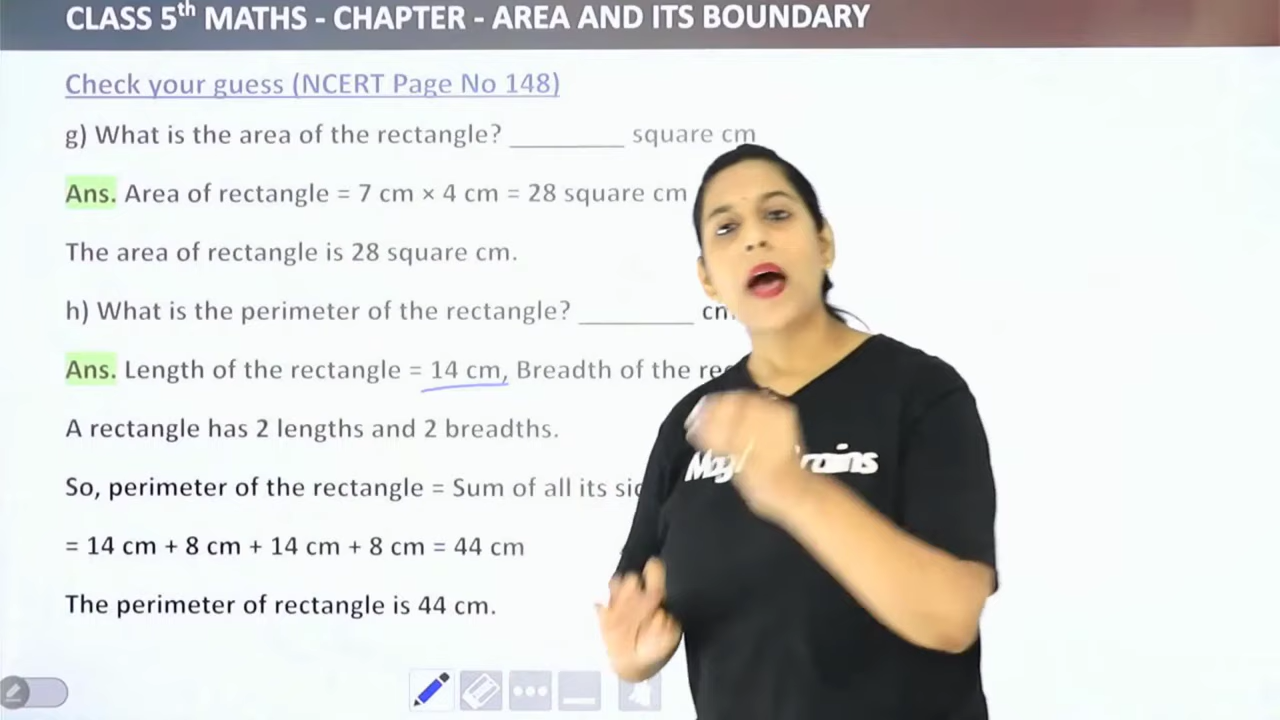 CLASS 5th MATHS - CHAPTER - AREA AND ITS BOUNDARY
Check your guess (NCERT Page No 148)
g) What is the area of the rectangle? ________ square cm
Ans. Area of rectangle = 7 cm × 4 cm = 28 square cm
The area of rectangle is 28 square cm.
h) What is the perimeter of the rectangle? ________
Ans. Length of the rectangle = 14 cm, Breadth of the
A rectangle has 2 lengths and 2 breadths.
So, perimeter of the rectangle = Sum of all its
= 14 cm + 8 cm + 14 cm + 8 cm = 44 cm
The perimeter of rectangle is 44 cm.